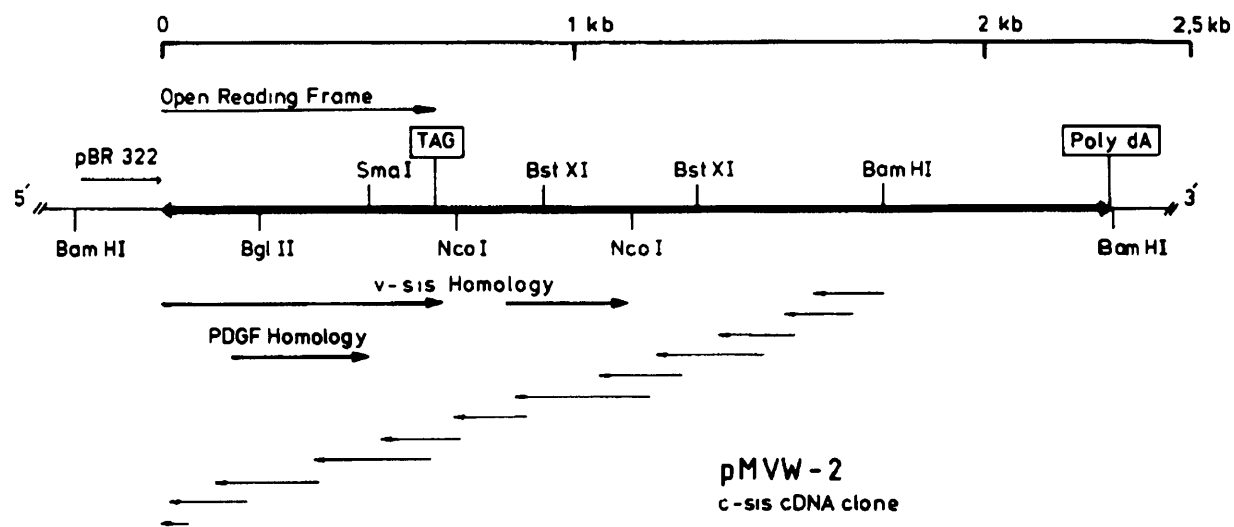 0 1 kb 2 kb 2,5 kb
Open Reading Frame
TAG
Poly dA
pBR 322
Sma I
Bst XI
Bst XI
Bam HI
5′
3′
Bam HI
Bgl II
Nco I
Nco I
Bam HI
v-sis Homology
PDGF Homology
pMVW-2
c-sis cDNA clone